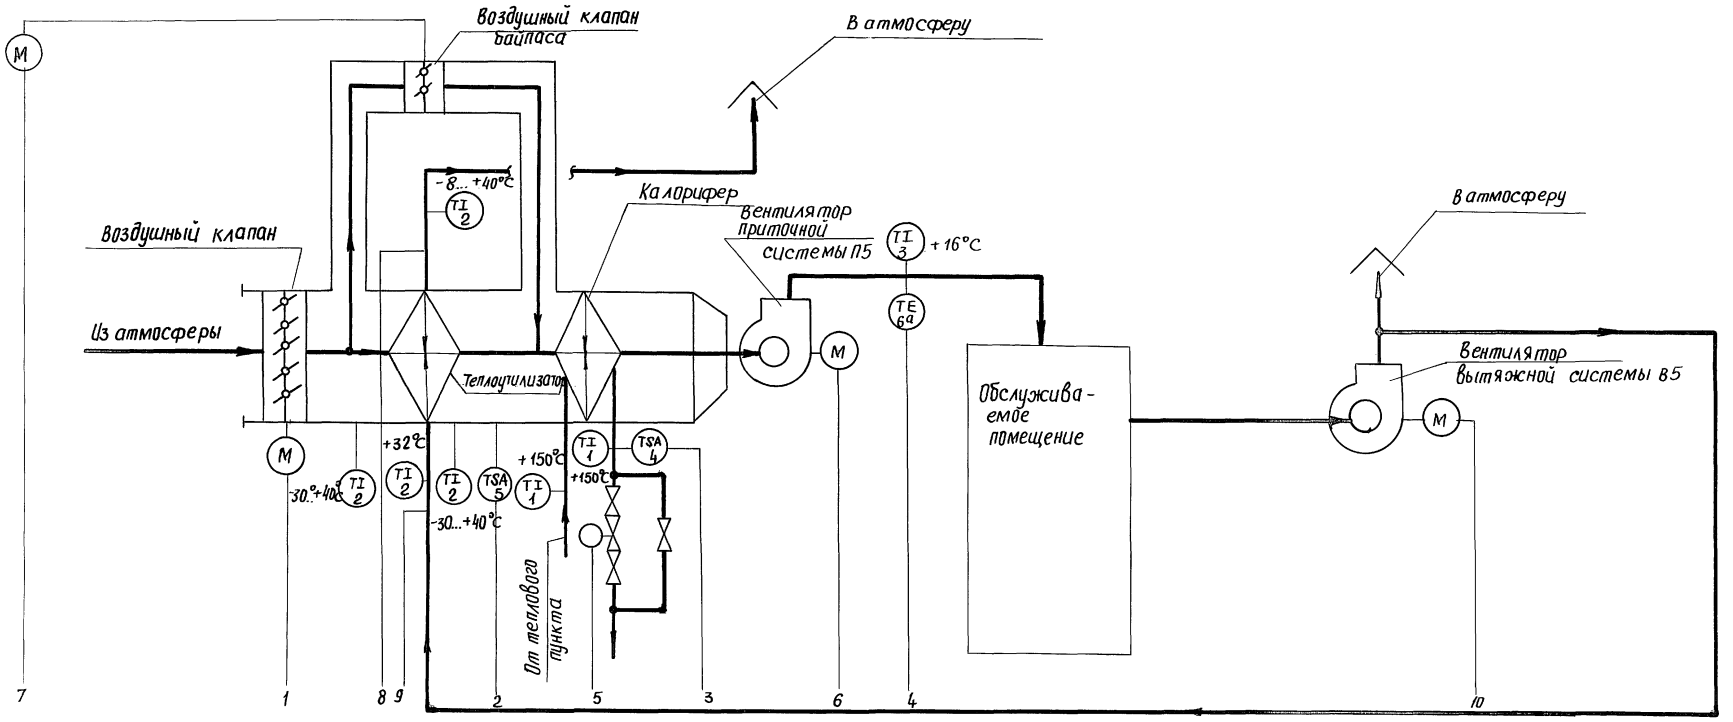 Воздушный клапан
байпаса
В атмосферу
M
-8... +40°C
TI
2
Калорифер
Вентилятор
приточной
системы П5
TI
3
+16°C
В атмосферу
Воздушный клапан
TE
6а
Из атмосферы
M
Теплоутилизатор
Вентилятор
вытяжной системы В5
Обслужива-
емое
помещение
M
M
+32°C
TI
1
TSA
4
+150°C
+150°C
-30..+40°C
TI
2
TI
2
TI
2
TSA
5
TI
1
-30...+40°C
От теплового
пункта
7
1
8
9
2
5
3
6
4
10